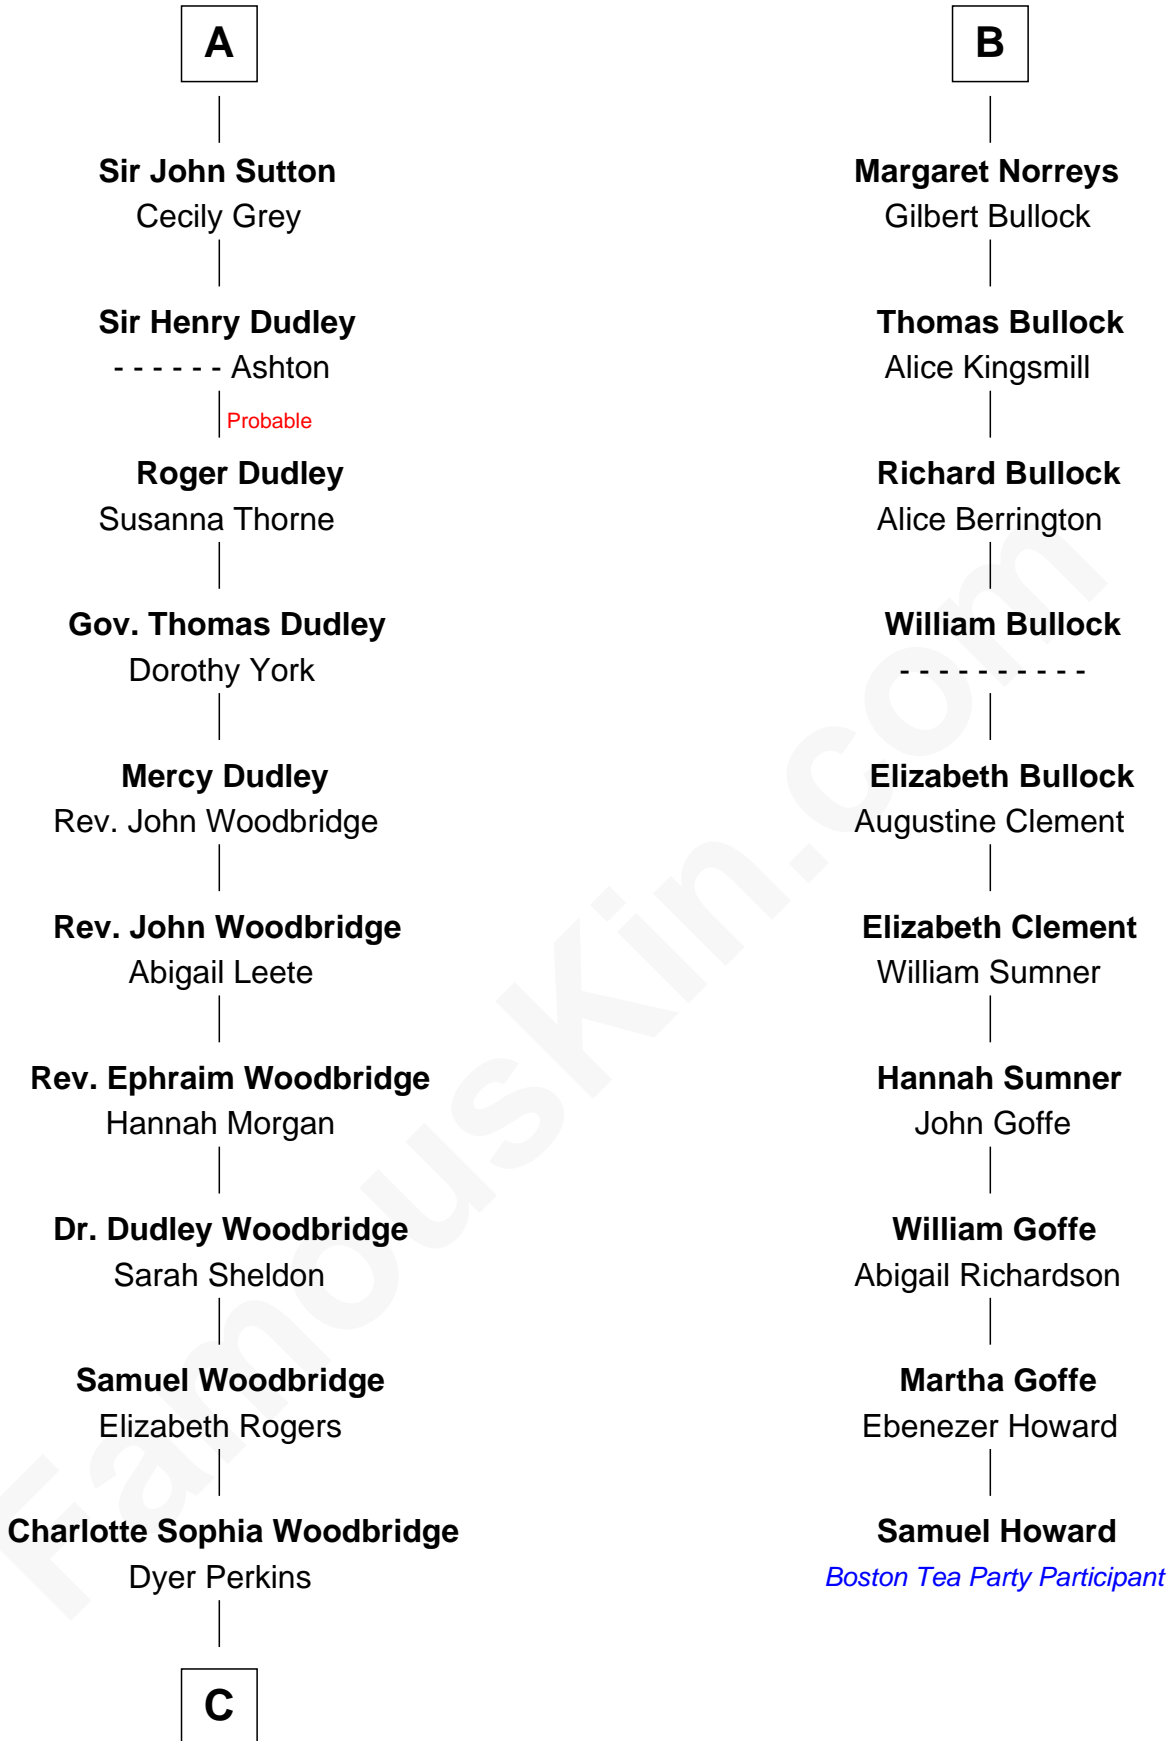 A
Sir John Sutton
Cecily Grey
Sir Henry Dudley
- - - - - - Ashton
Probable
Roger Dudley
Susanna Thorne
Gov. Thomas Dudley
Dorothy York
Mercy Dudley
Rev. John Woodbridge
Rev. John Woodbridge
Abigail Leete
Rev. Ephraim Woodbridge
Hannah Morgan
Dr. Dudley Woodbridge
Sarah Sheldon
Samuel Woodbridge
Elizabeth Rogers
Charlotte Sophia Woodbridge
Dyer Perkins
C
B
Margaret Norreys
Gilbert Bullock
Thomas Bullock
Alice Kingsmill
Richard Bullock
Alice Berrington
William Bullock
- - - - - - - - - -
Elizabeth Bullock
Augustine Clement
Elizabeth Clement
William Sumner
Hannah Sumner
John Goffe
William Goffe
Abigail Richardson
Martha Goffe
Ebenezer Howard
Samuel Howard
Boston Tea Party Participant
FamousKin.com